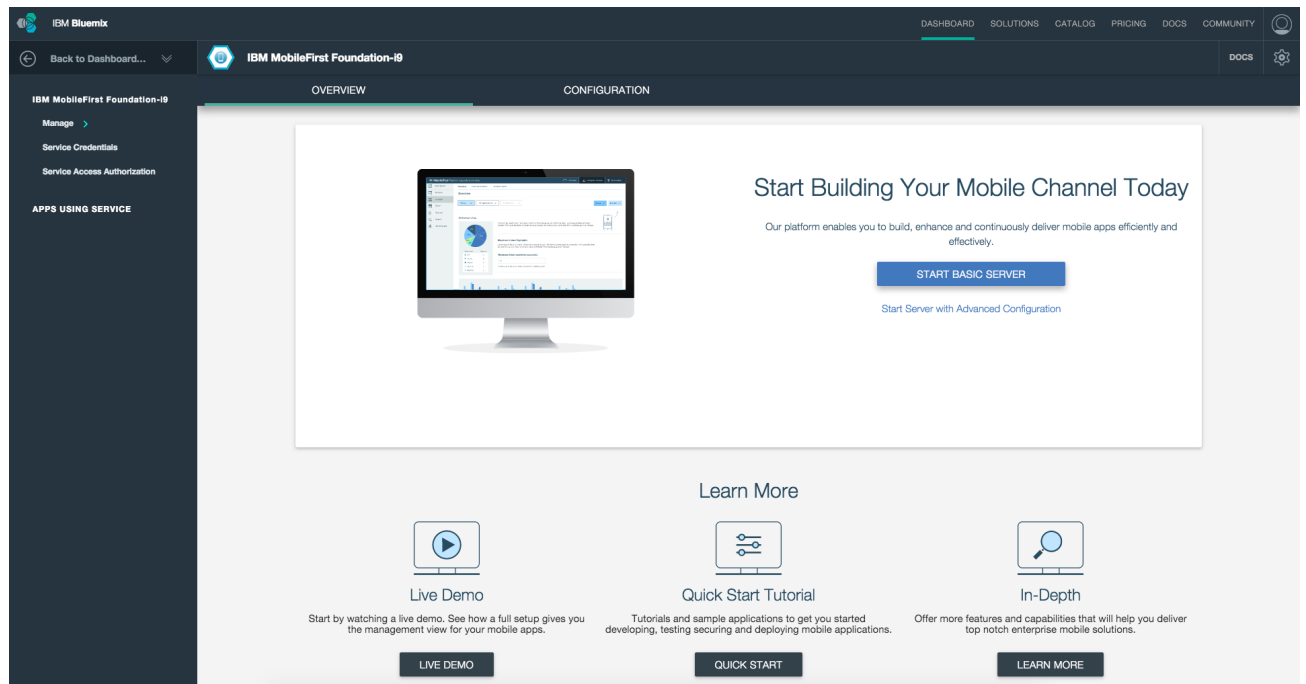 IBM Bluemix
DASHBOARD SOLUTIONS CATALOG PRICING DOCS COMMUNITY
Back to Dashboard...
IBM MobileFirst Foundation-i9
DOCS
IBM MobileFirst Foundation-i9
Manage
Service Credentials
Service Access Authorization
APPS USING SERVICE
OVERVIEW CONFIGURATION
Start Building Your Mobile Channel Today
Our platform enables you to build, enhance and continuously deliver mobile apps efficiently and
effectively.
START BASIC SERVER
Start Server with Advanced Configuration
Learn More
Live Demo
Start by watching a live demo. See how a full setup gives you
the management view for your mobile apps.
LIVE DEMO
Quick Start Tutorial
Tutorials and sample applications to get you started
developing, testing securing and deploying mobile applications.
QUICK START
In-Depth
Offer more features and capabilities that will help you deliver
top notch enterprise mobile solutions.
LEARN MORE